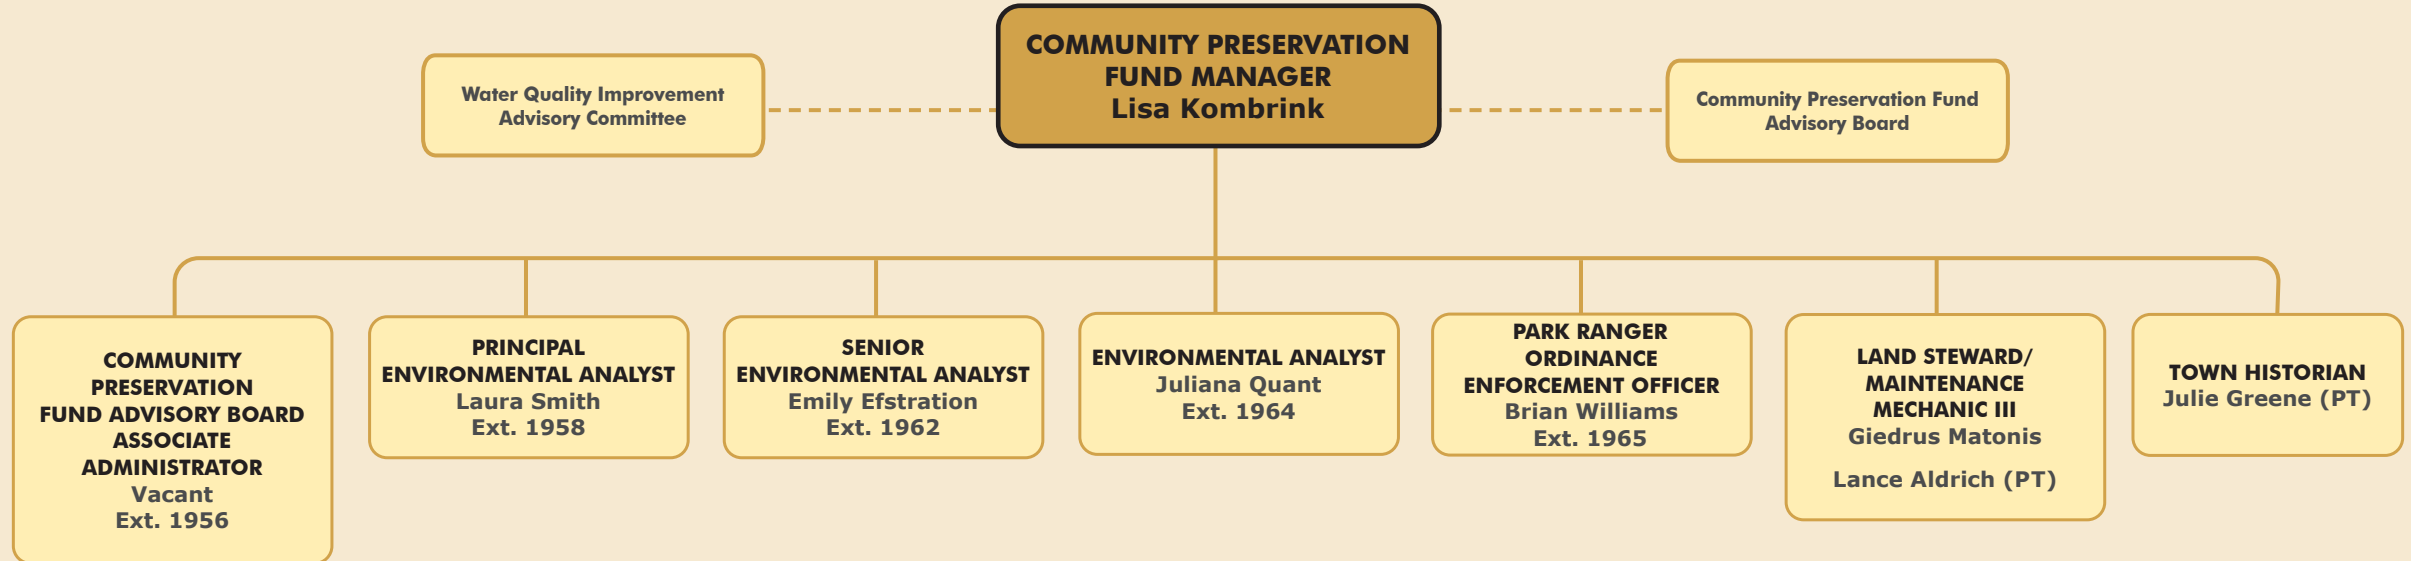 COMMUNITY PRESERVATION
FUND MANAGER
Lisa Kombrink
Water Quality Improvement
Advisory Committee
Community Preservation Fund
Advisory Board
COMMUNITY
PRESERVATION
FUND ADVISORY BOARD
ASSOCIATE
ADMINISTRATOR
Vacant
Ext. 1956
PRINCIPAL
ENVIRONMENTAL ANALYST
Laura Smith
Ext. 1958
SENIOR
ENVIRONMENTAL ANALYST
Emily Efstration
Ext. 1962
ENVIRONMENTAL ANALYST
Juliana Quant
Ext. 1964
PARK RANGER
ORDINANCE
ENFORCEMENT OFFICER
Brian Williams
Ext. 1965
LAND STEWARD/
MAINTENANCE
MECHANIC III
Giedrus Matonis
Lance Aldrich (PT)
TOWN HISTORIAN
Julie Greene (PT)